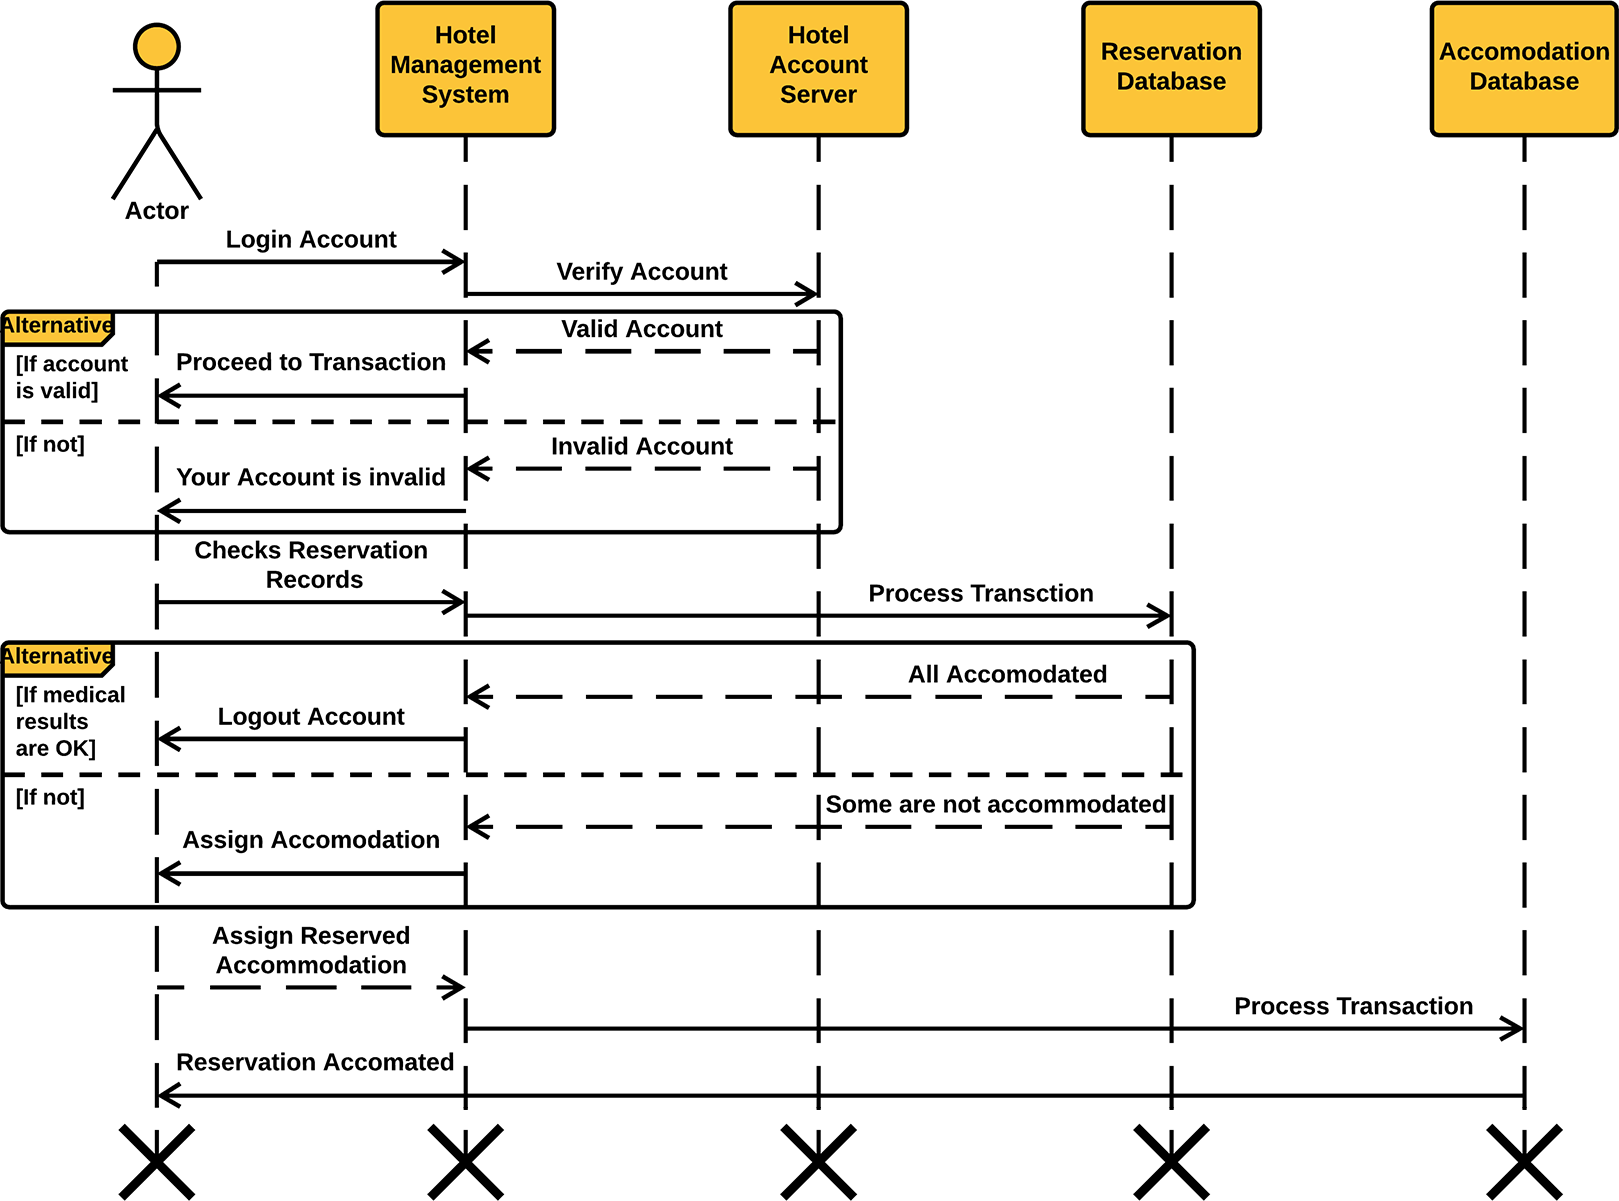 Hotel
Management
System
Hotel
Account
Server
Reservation
Database
Accomodation
Database
Actor
Login Account
Verify Account
Alternative
[If account
is valid]
Valid Account
Proceed to Transaction
[If not]
Invalid Account
Your Account is invalid
Checks Reservation
Records
Process Transction
Alternative
[If medical
results
are OK]
All Accomodated
Logout Account
[If not]
Some are not accommodated
Assign Accomodation
Assign Reserved
Accommodation
Process Transaction
Reservation Accomated